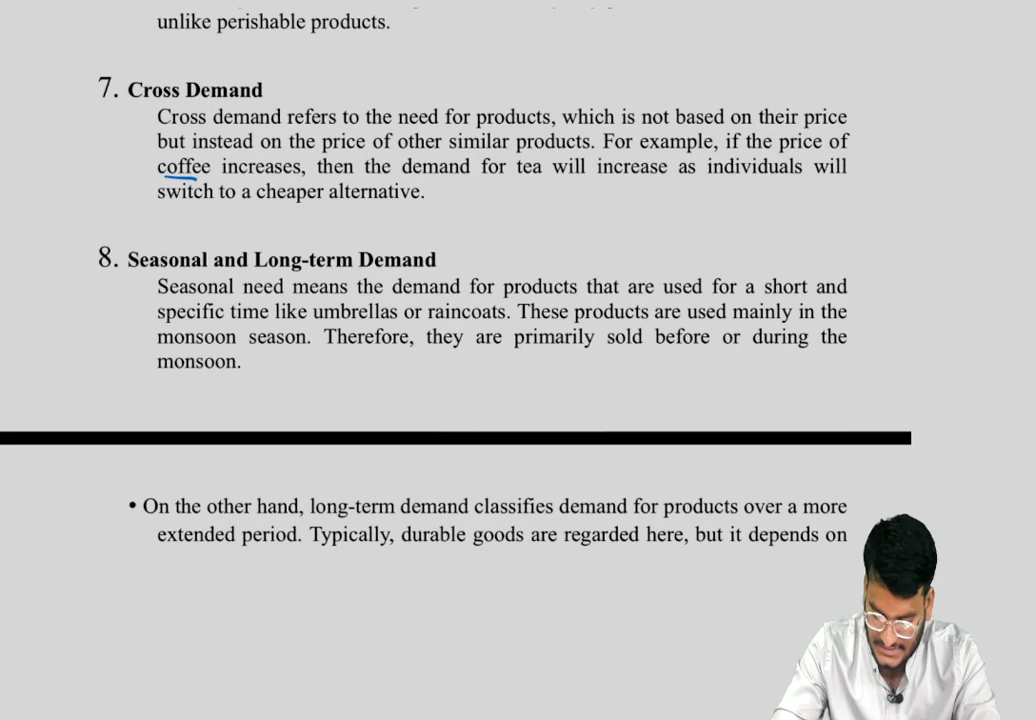 unlike perishable products.
7. Cross Demand
Cross demand refers to the need for products, which is not based on their price
but instead on the price of other similar products. For example, if the price of
coffee increases, then the demand for tea will increase as individuals will
switch to a cheaper alternative.
8. Seasonal and Long-term Demand
Seasonal need means the demand for products that are used for a short and
specific time like umbrellas or raincoats. These products are used mainly in the
monsoon season. Therefore, they are primarily sold before or during the
monsoon.
• On the other hand, long-term demand classifies demand for products over a more
extended period. Typically, durable goods are regarded here, but it depends on